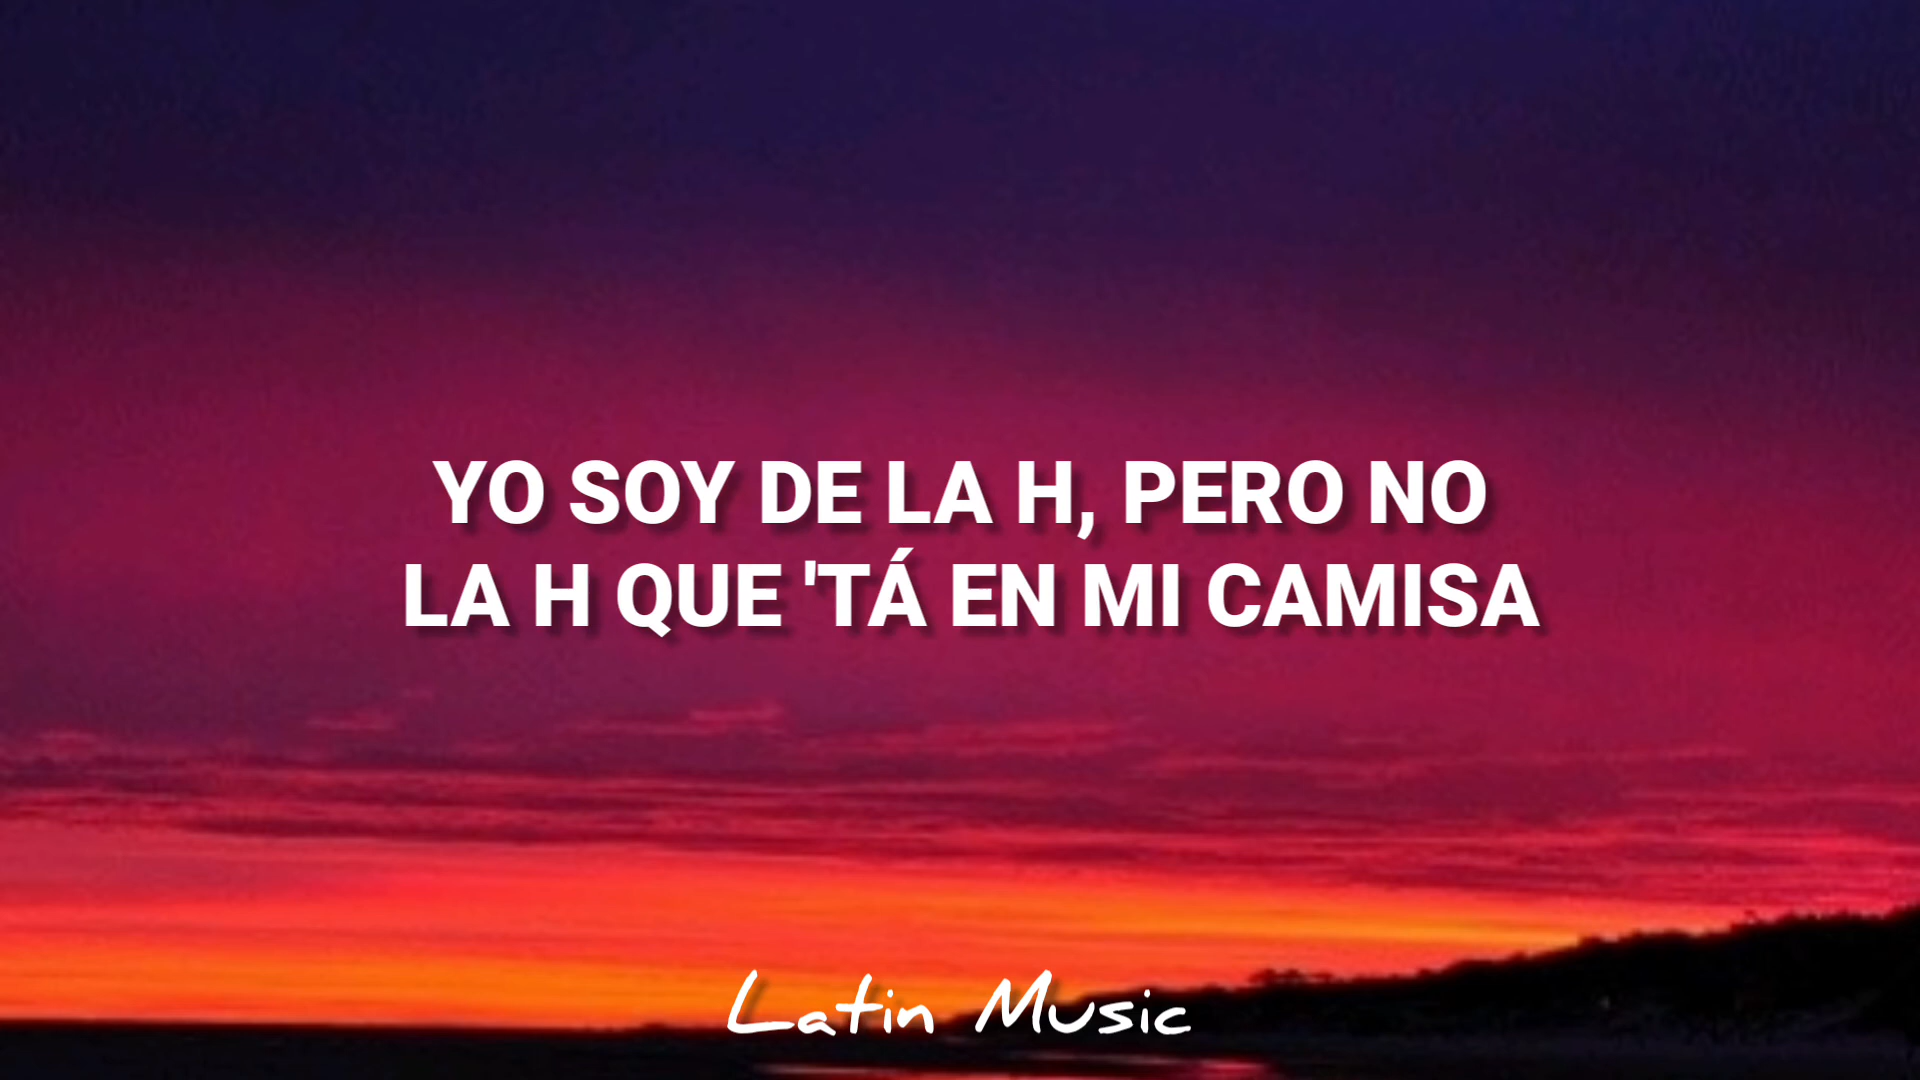 YO SOY DE LA H, PERO NO
LA H QUE 'TÁ EN MI CAMISA
Latin Music